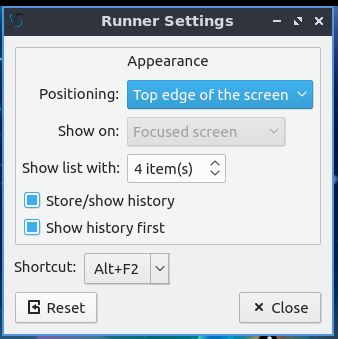 Runner Settings
Appearance
Positioning: Top edge of the screen
Show on: Focused screen
Show list with: 4 item(s)
Store/show history
Show history first
Shortcut: Alt+F2
Reset Close